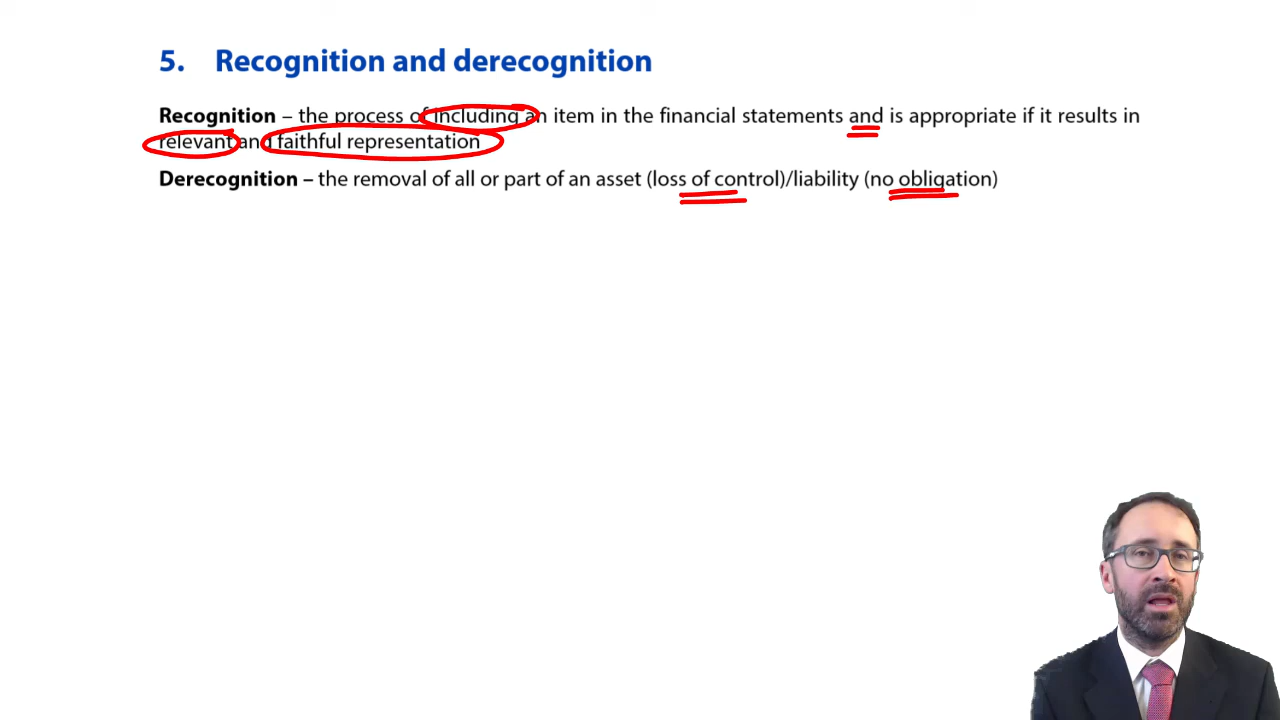 5. Recognition and derecognition
Recognition – the process of including an item in the financial statements and is appropriate if it results in
relevant and faithful representation
Derecognition – the removal of all or part of an asset (loss of control)/liability (no obligation)